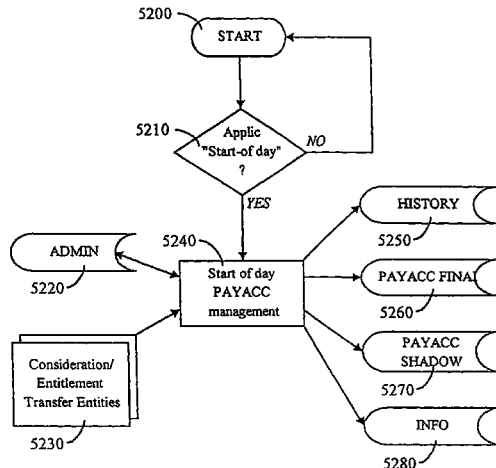 5200
START
5210
Applic
"Start-of day"
?
NO
YES
ADMIN
5220
5240
Start of day
PAYACC
management
HISTORY
5250
PAYACC FINAL
5260
PAYACC
SHADOW
5270
INFO
5280
Consideration/
Entitlement
Transfer Entities
5230